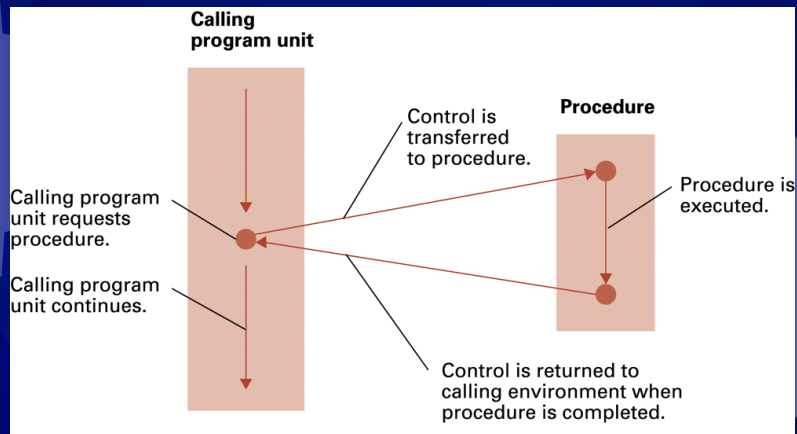 Calling
program unit
Control is
transferred
to procedure.
Procedure
Procedure is
executed.
Calling program
unit requests
procedure.
Calling program
unit continues.
Control is returned to
calling environment when
procedure is completed.